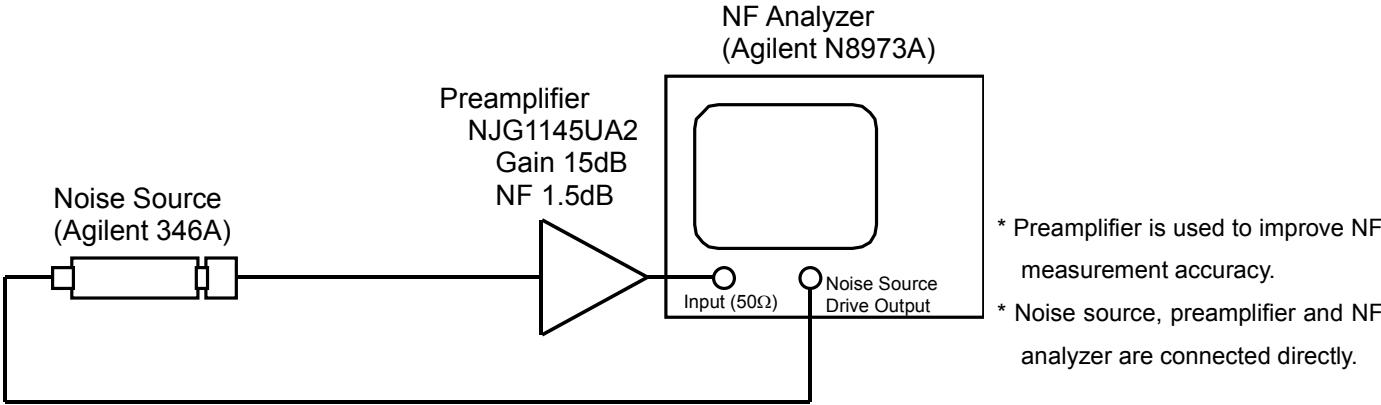 NF Analyzer
(Agilent N8973A)
Preamplifier
NJG1145UA2
Gain 15dB
NF 1.5dB
Noise Source
(Agilent 346A)
Input (50Ω)
Noise Source
Drive Output
* Preamplifier is used to improve NF
measurement accuracy.
* Noise source, preamplifier and NF
analyzer are connected directly.